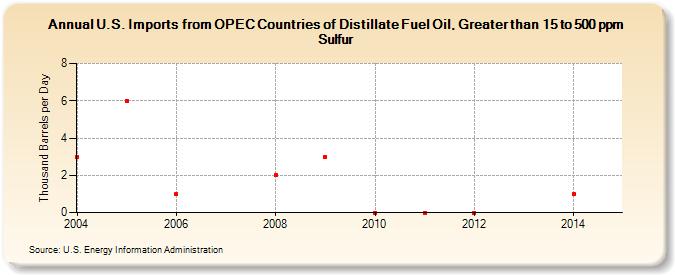 Annual U.S. Imports from OPEC Countries of Distillate Fuel Oil, Greater than 15 to 500 ppm
Sulfur
Thousand Barrels per Day
8
6
4
2
0
2004
2006
2008
2010
2012
2014
Source: U.S. Energy Information Administration